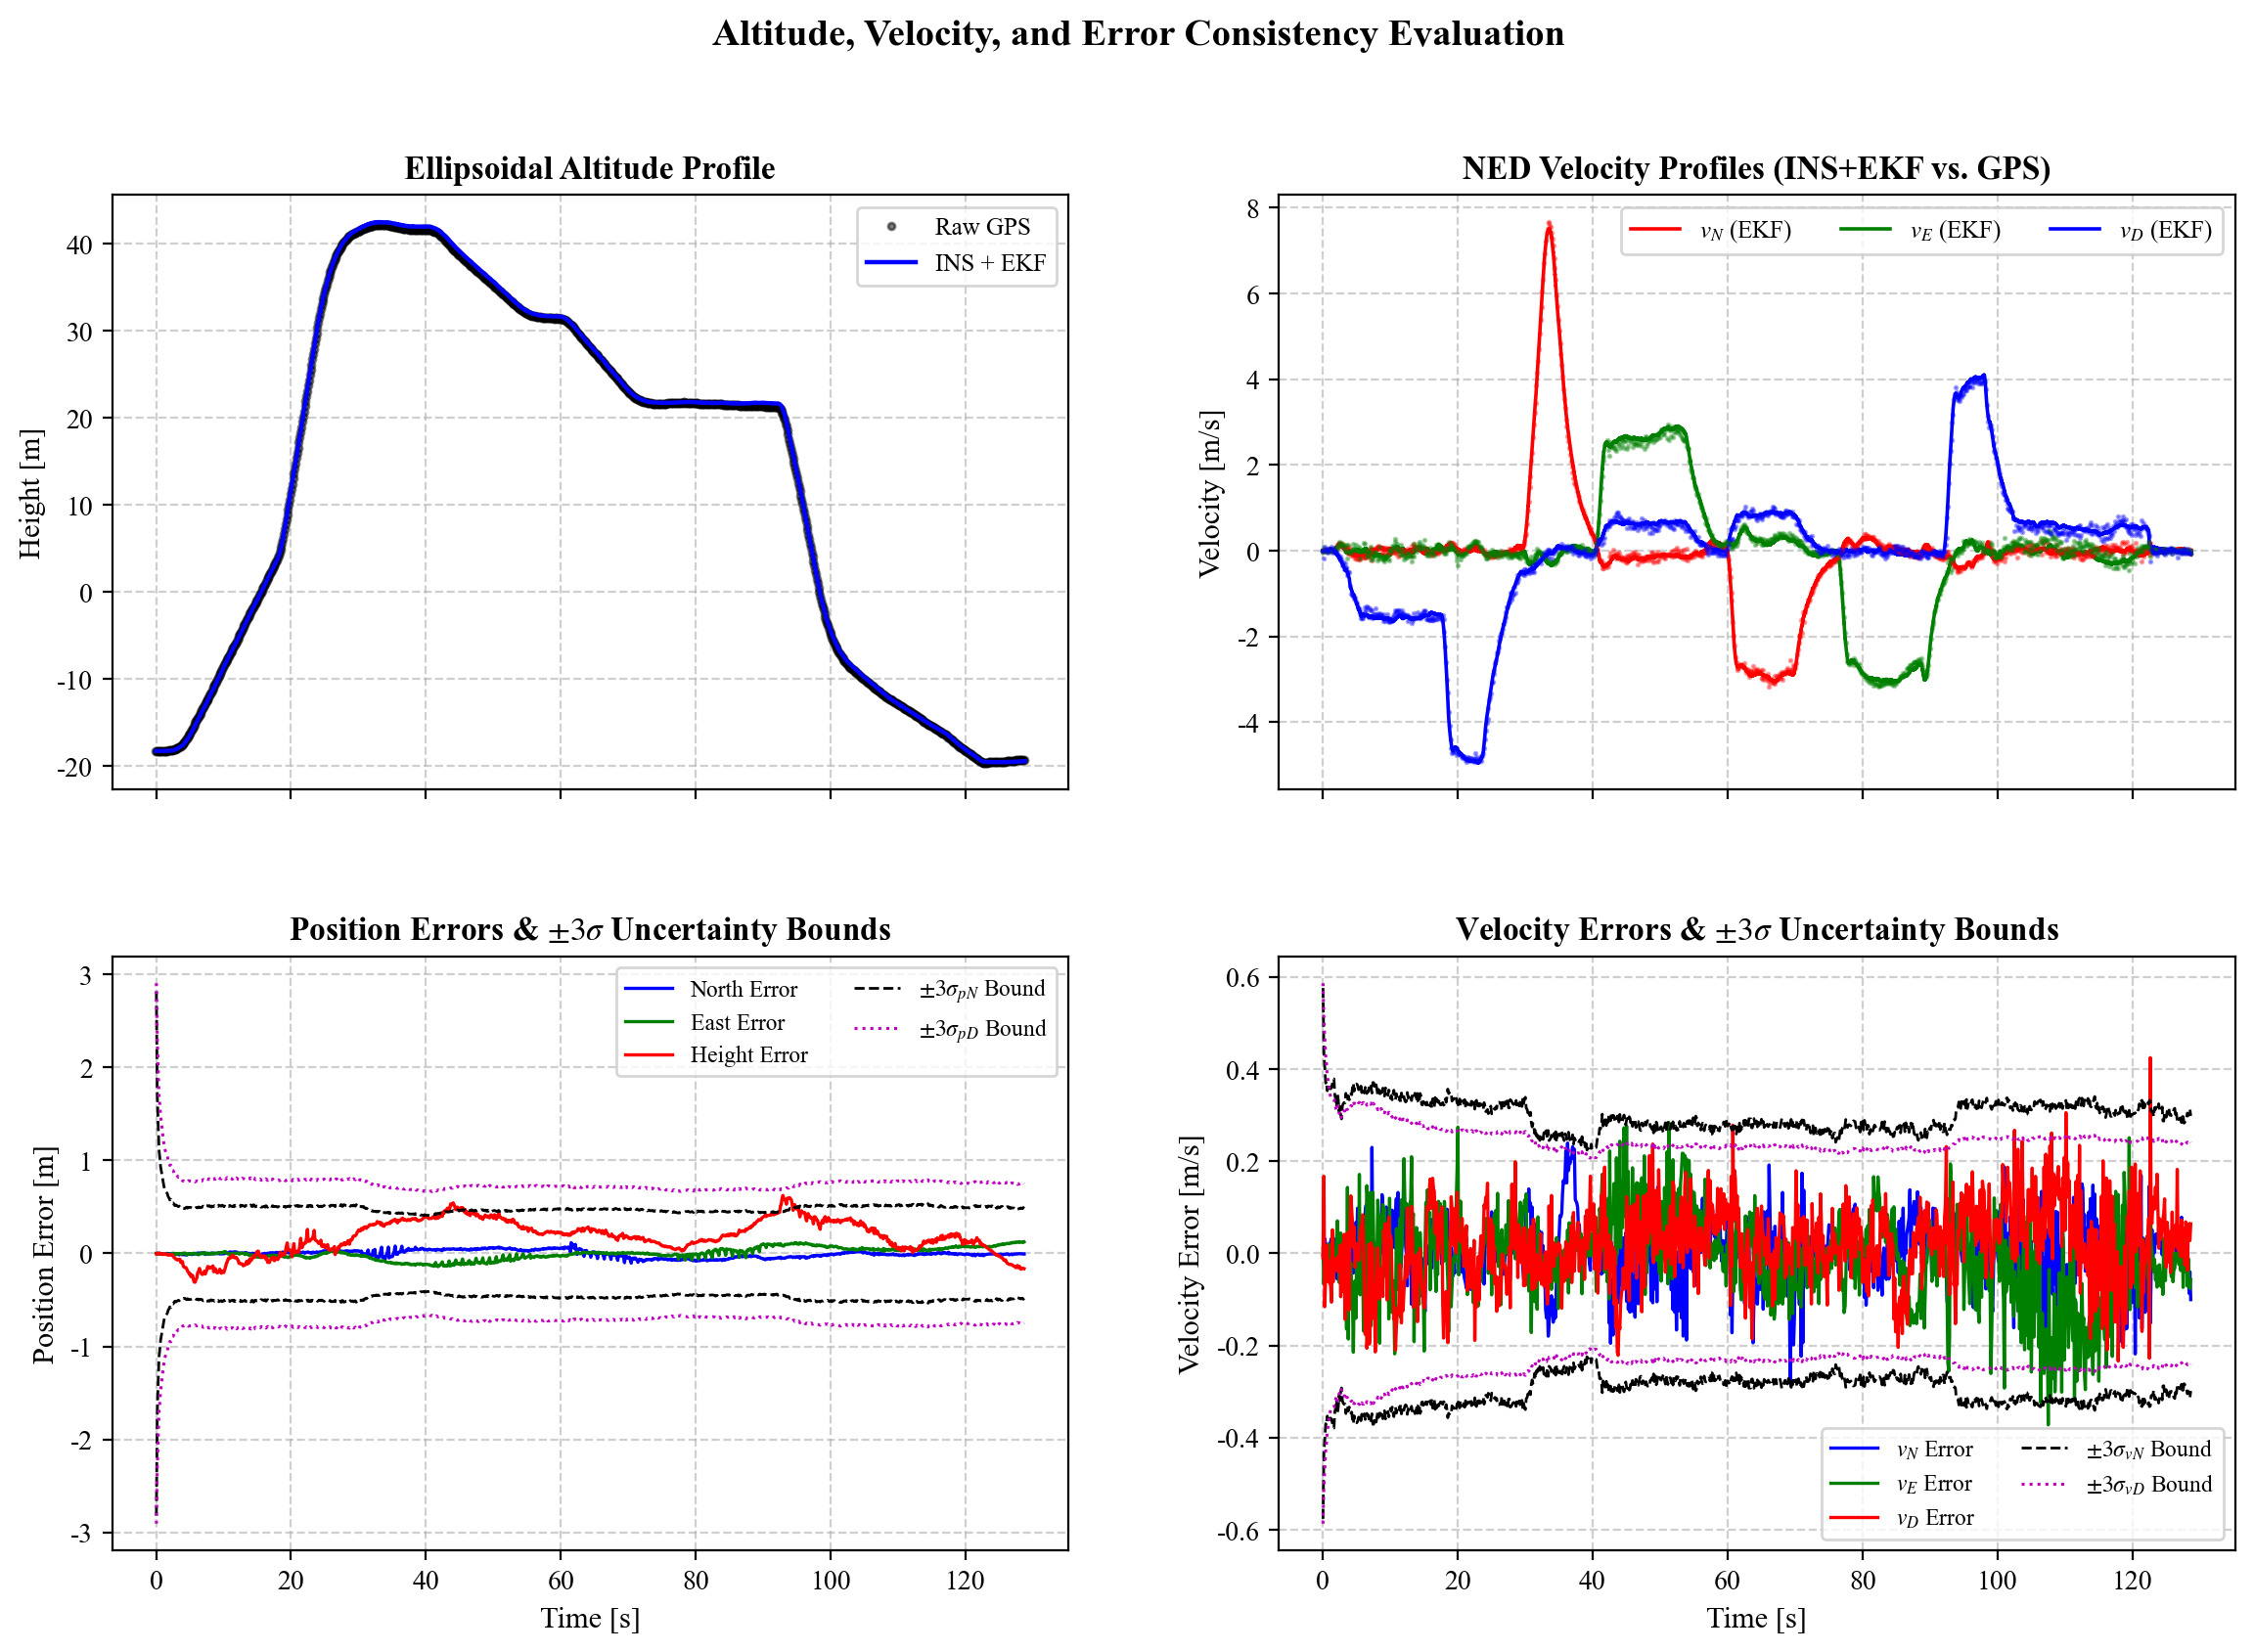 Altitude, Velocity, and Error Consistency Evaluation
Ellipsoidal Altitude Profile
Height [m]
40
30
20
10
0
-10
-20
Raw GPS
INS + EKF
NED Velocity Profiles (INS+EKF vs. GPS)
Velocity [m/s]
8
6
4
2
0
-2
-4
v_N (EKF) v_E (EKF) v_D (EKF)
Position Errors & ±3σ Uncertainty Bounds
Position Error [m]
3
2
1
0
-1
-2
-3
North Error
East Error
Height Error
±3σ_pN Bound
±3σ_pD Bound
0 20 40 60 80 100 120
Time [s]
Velocity Errors & ±3σ Uncertainty Bounds
Velocity Error [m/s]
0.6
0.4
0.2
0.0
-0.2
-0.4
-0.6
v_N Error
v_E Error
v_D Error
±3σ_vN Bound
±3σ_vD Bound
0 20 40 60 80 100 120
Time [s]